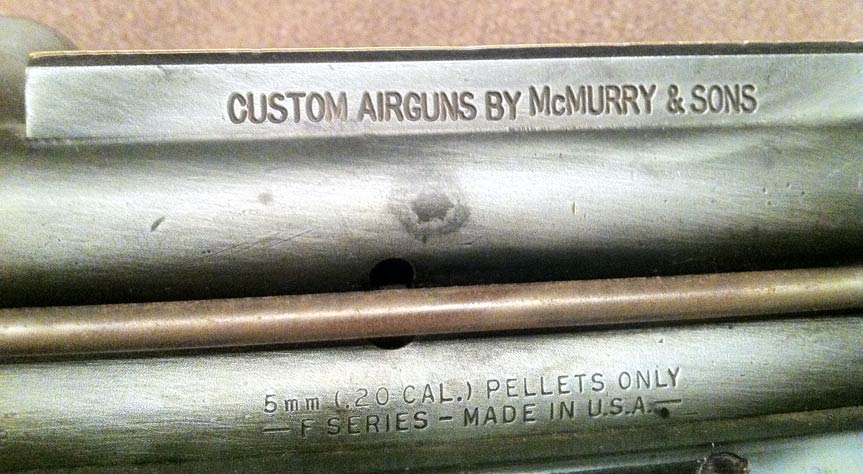 CUSTOM AIRGUNS BY McMURRY & SONS
5mm (.20 CAL.) PELLETS ONLY
— F SERIES – MADE IN U.S.A. —